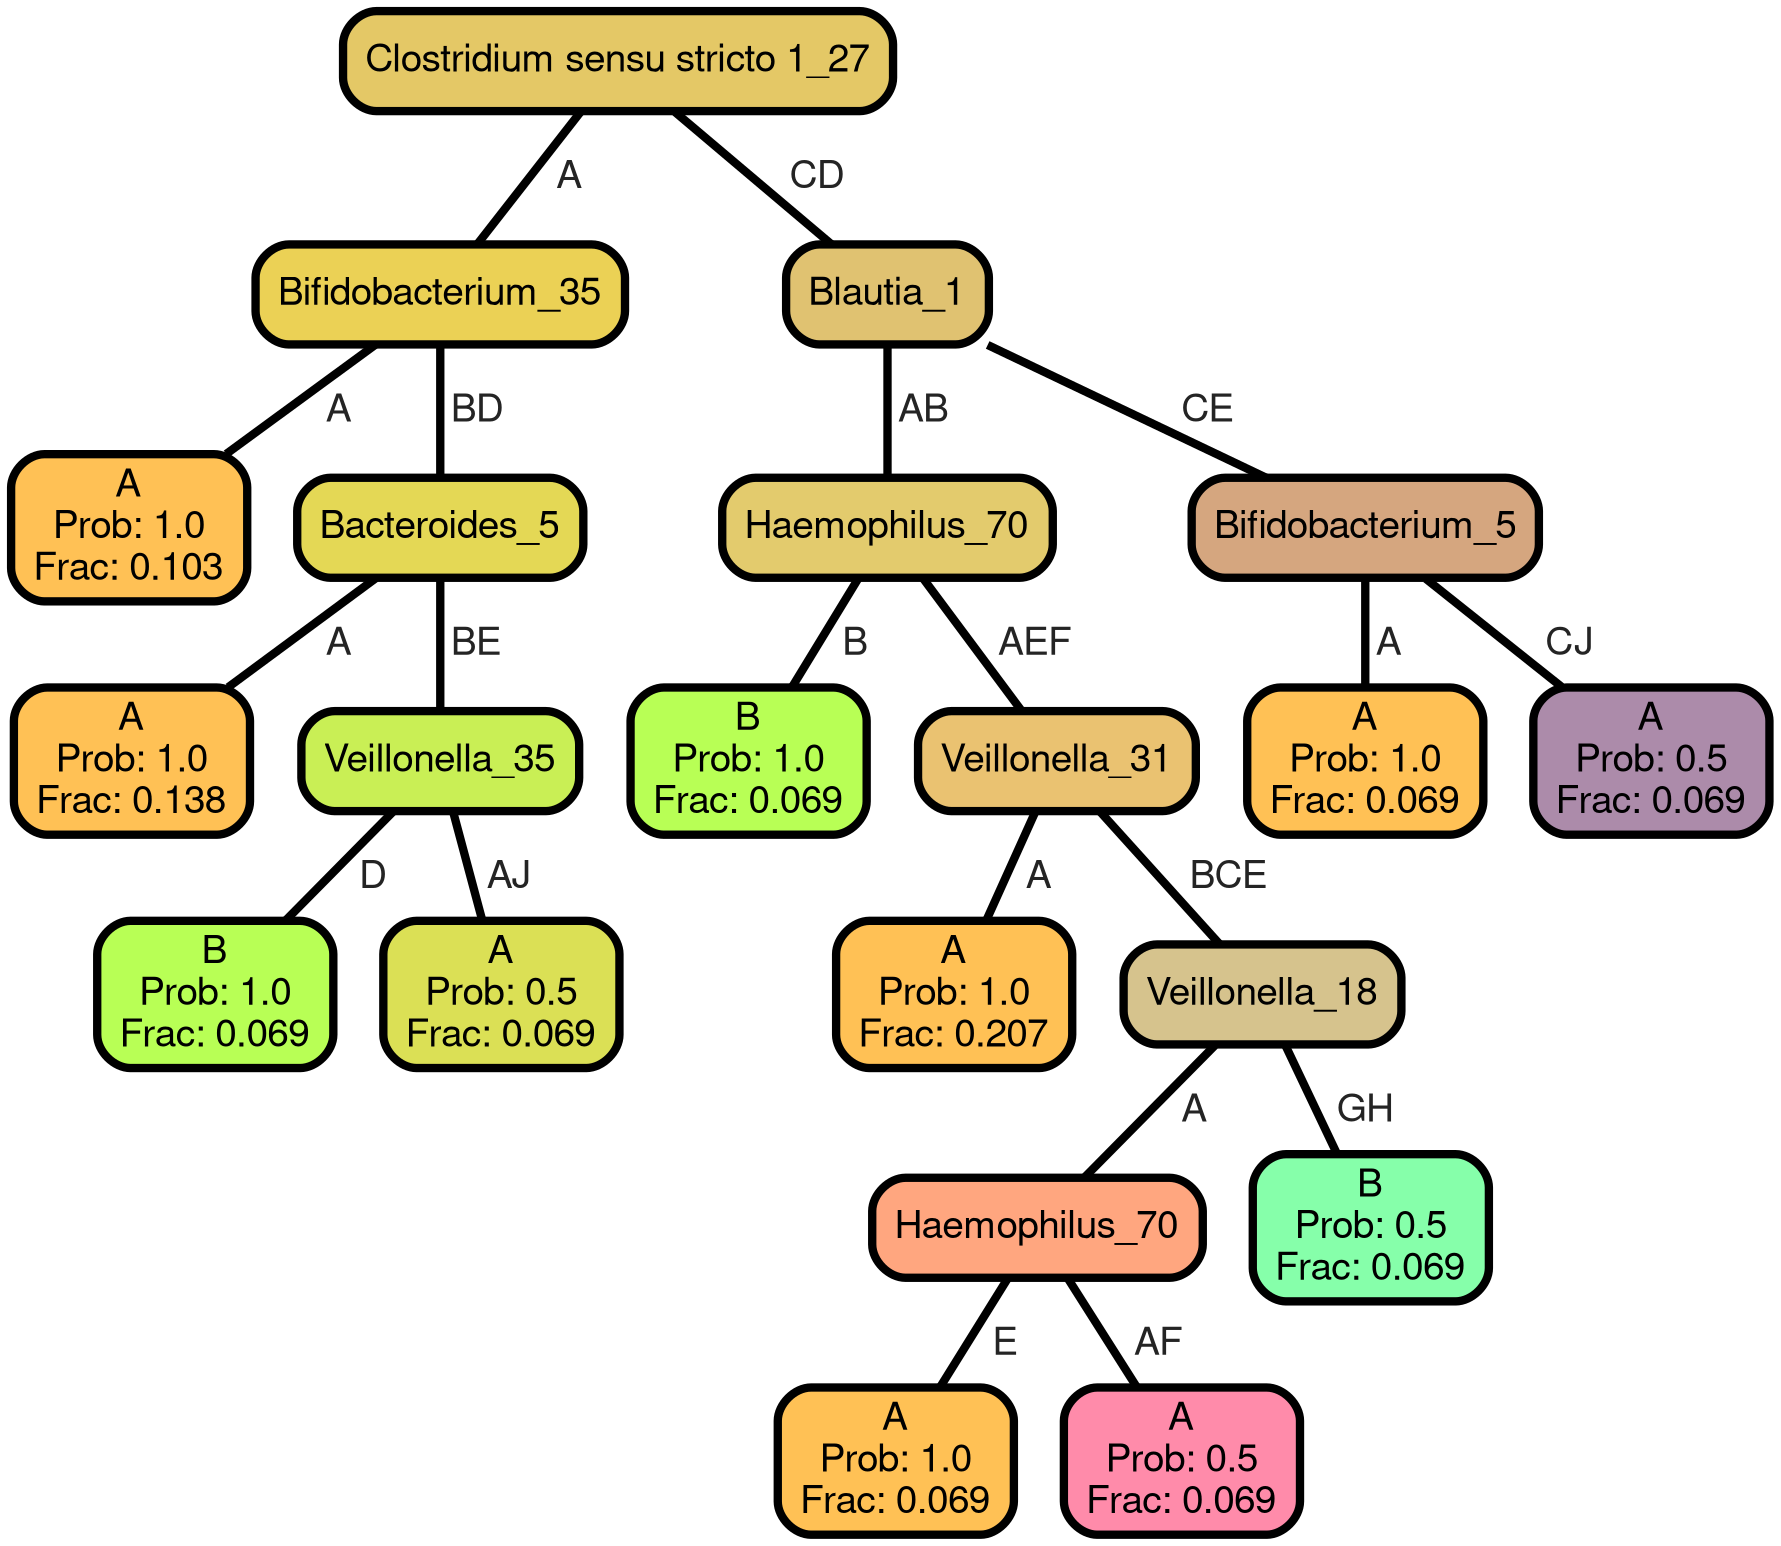 Clostridium sensu stricto 1_27
A
CD
Bifidobacterium_35
Blautia_1
A
BD
AB
CE
A
Prob: 1.0
Frac: 0.103
Bacteroides_5
Haemophilus_70
Bifidobacterium_5
A
BE
B
AEF
A
CJ
A
Prob: 1.0
Frac: 0.138
Veillonella_35
B
Prob: 1.0
Frac: 0.069
Veillonella_31
A
Prob: 1.0
Frac: 0.069
A
Prob: 0.5
Frac: 0.069
D
AJ
A
BCE
B
Prob: 1.0
Frac: 0.069
A
Prob: 0.5
Frac: 0.069
A
Prob: 1.0
Frac: 0.207
Veillonella_18
A
GH
Haemophilus_70
B
Prob: 0.5
Frac: 0.069
E
AF
A
Prob: 1.0
Frac: 0.069
A
Prob: 0.5
Frac: 0.069